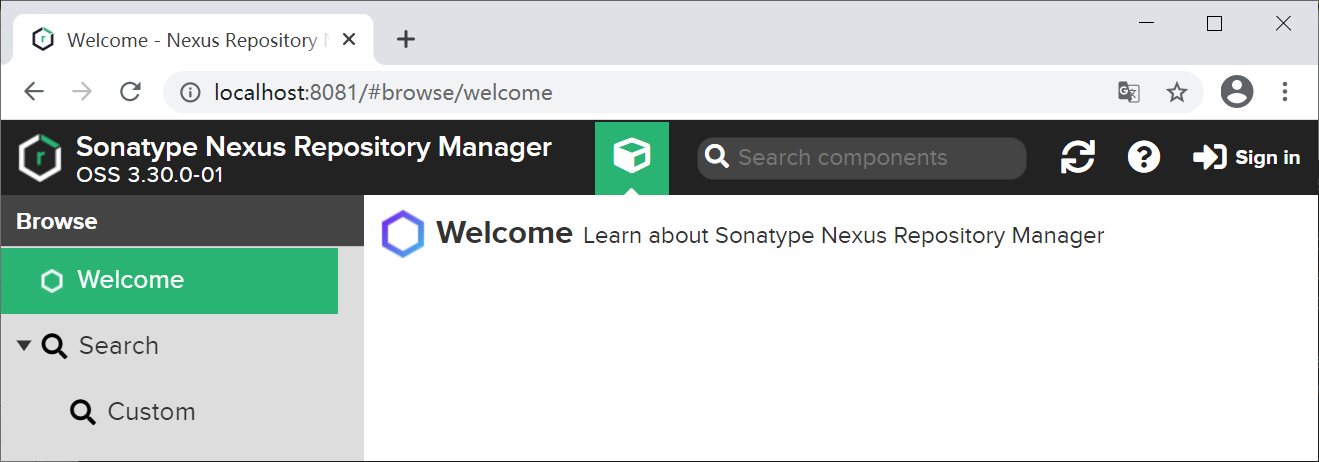 Welcome - Nexus Repository
localhost:8081/#browse/welcome
Sonatype Nexus Repository Manager
OSS 3.30.0-01
Search components
Sign in
Browse
Welcome
Welcome Learn about Sonatype Nexus Repository Manager
Search
Custom